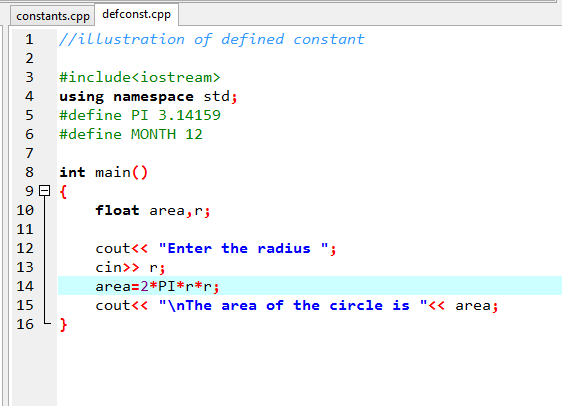 constants.cpp defconst.cpp
1 //illustration of defined constant
2
3 #include<iostream>
4 using namespace std;
5 #define PI 3.14159
6 #define MONTH 12
7
8 int main()
9 {
10 float area,r;
11
12 cout<< "Enter the radius ";
13 cin>> r;
14 area=2*PI*r*r;
15 cout<< "\nThe area of the circle is "<< area;
16 }